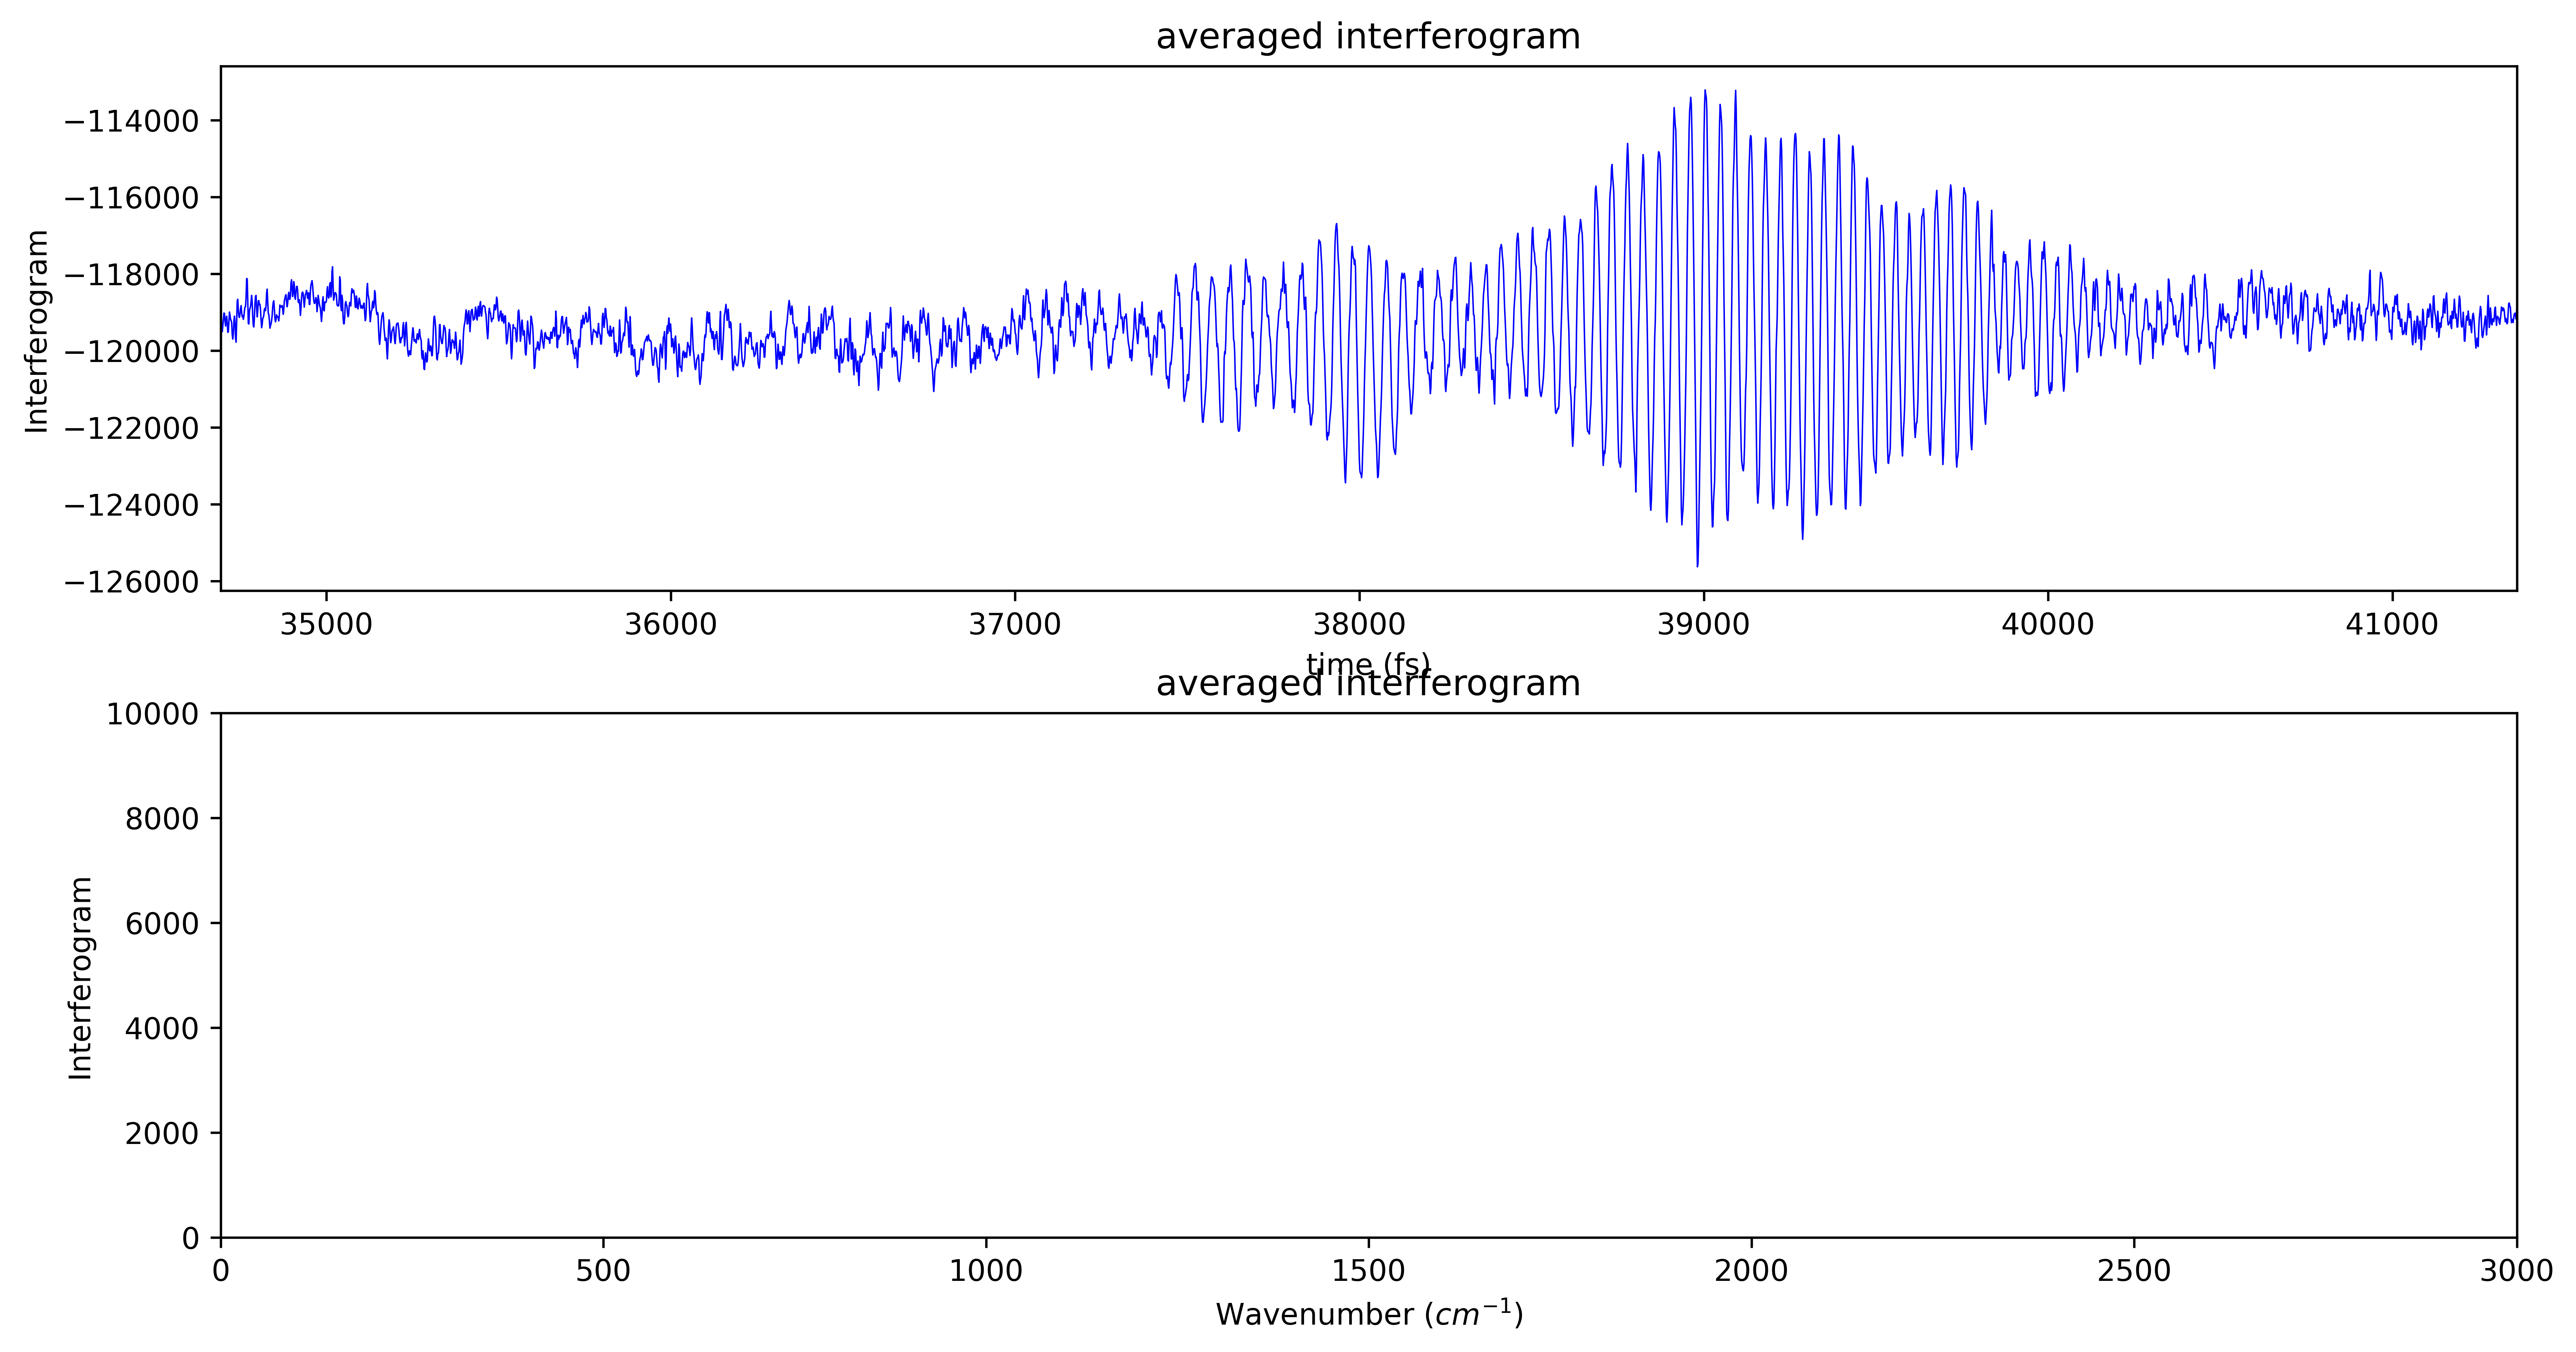 averaged interferogram
Interferogram
−114000
−116000
−118000
−120000
−122000
−124000
−126000
35000 36000 37000 38000 39000 40000 41000
time (fs)
averaged interferogram
Interferogram
10000
8000
6000
4000
2000
0
0 500 1000 1500 2000 2500 3000
Wavenumber (cm⁻¹)